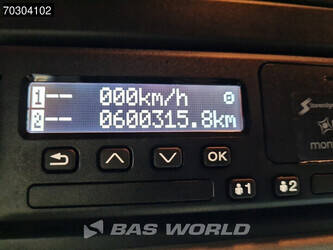 70304102
1-- 000km/h
2-- 0600315.8km
OK
1 2
BAS WORLD